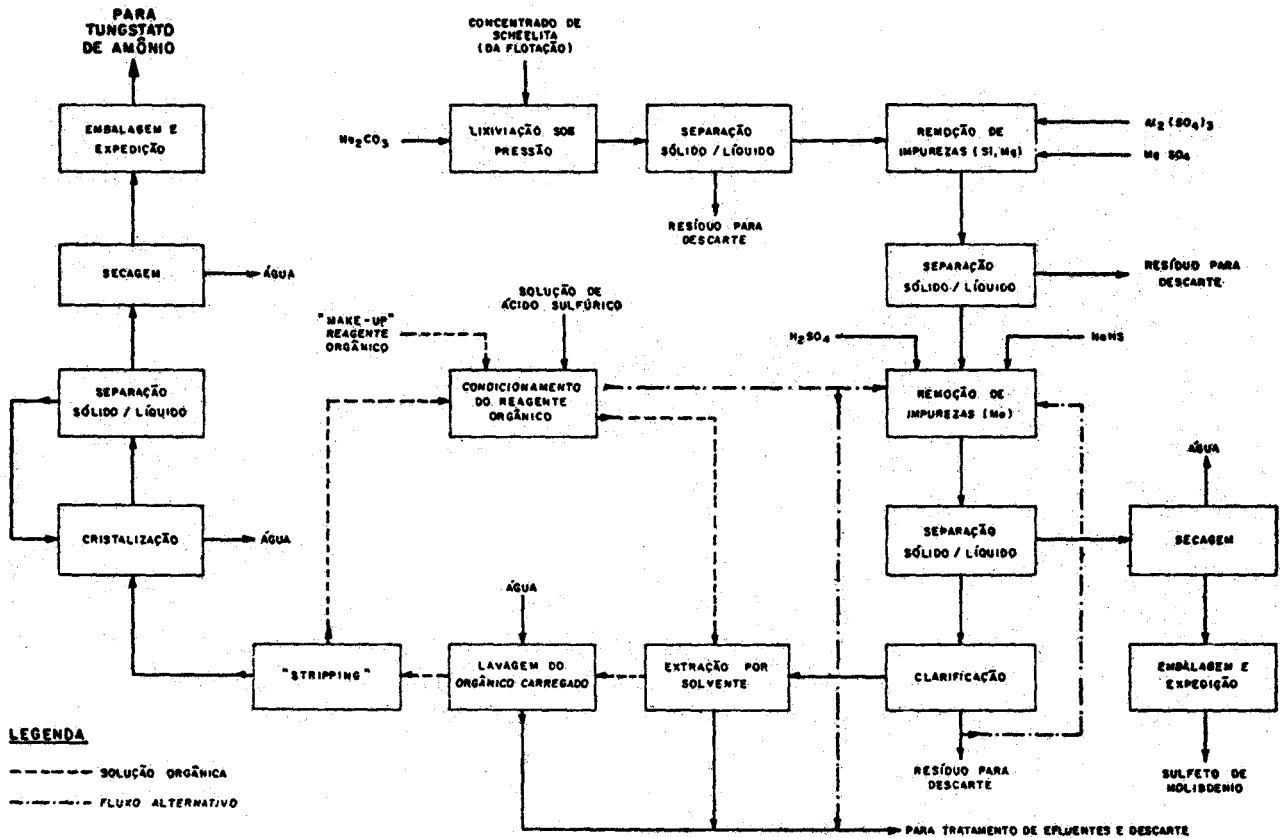 PARA
TUNGSTATO
DE AMÔNIO
EMBALAGEM E
EXPEDIÇÃO
SECAGEM
ÁGUA
SEPARAÇÃO
SÓLIDO / LÍQUIDO
CRISTALIZAÇÃO
ÁGUA
CONCENTRADO DE
SCHEELITA
(DA FLOTAÇÃO)
Na2CO3
LIXIVIAÇÃO SOB
PRESSÃO
SEPARAÇÃO
SÓLIDO / LÍQUIDO
RESÍDUO PARA
DESCARTE
REMOÇÃO DE
IMPUREZAS (Si, Mg)
Al2(SO4)3
Mg SO4
SEPARAÇÃO
SÓLIDO / LÍQUIDO
RESÍDUO PARA
DESCARTE
"MAKE-UP"
REAGENTE
ORGÂNICO
SOLUÇÃO DE
ÁCIDO SULFÚRICO
CONDICIONAMENTO
DO REAGENTE
ORGÂNICO
H2SO4
NaHS
REMOÇÃO DE
IMPUREZAS (Mo)
SEPARAÇÃO
SÓLIDO / LÍQUIDO
ÁGUA
SECAGEM
"STRIPPING"
ÁGUA
LAVAGEM DO
ORGÂNICO CARREGADO
EXTRAÇÃO POR
SOLVENTE
CLARIFICAÇÃO
EMBALAGEM E
EXPEDIÇÃO
RESÍDUO PARA
DESCARTE
SULFETO DE
MOLIBDENIO
LEGENDA
SOLUÇÃO ORGÂNICA
FLUXO ALTERNATIVO
PARA TRATAMENTO DE EFLUENTES E DESCARTE